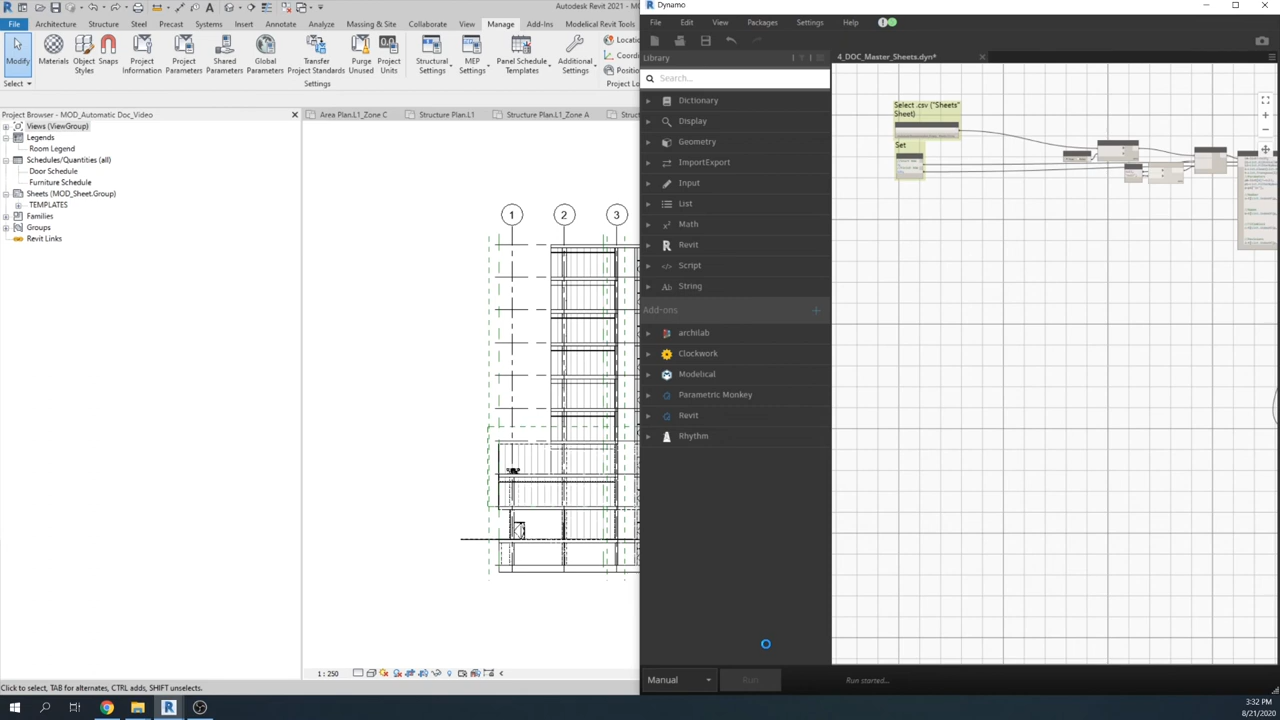 Autodesk Revit 2021 - MOD_Automatic
Dynamo
File
Architecture
Structure
Steel
Precast
Systems
Insert
Annotate
Analyze
Massing & Site
Collaborate
View
Manage
Add-Ins
Modelical Revit Tools
File
Edit
View
Packages
Settings
Help
Modify
Materials
Object Styles
Snaps
Project Information
Project Parameters
Shared Parameters
Global Parameters
Transfer Project Standards
Purge Unused
Project Units
Structural Settings
MEP Settings
Panel Schedule Templates
Additional Settings
Select
Settings
Project Browser - MOD_Automatic Doc_Video
Views (ViewGroup)
Legends
Room Legend
Schedules/Quantities (all)
Door Schedule
Furniture Schedule
Sheets (MOD_Sheet.Group)
TEMPLATES
Families
Groups
Revit Links
Area Plan.L1_Zone C
Structure Plan.L1
Structure Plan.L1_Zone A
1
2
3
1 : 250
Library
Search...
Dictionary
Display
Geometry
ImportExport
Input
List
Math
Revit
Script
String
Add-ons
archilab
Clockwork
Modelical
Parametric Monkey
Revit
Rhythm
4_DOC_Master_Sheets.dyn*
Select .csv ("Sheets"
Sheet)
Set
Manual
Run
Run started...
Click to select, TAB for alternates, CTRL adds, SHIFT unselects.
3:32 PM
8/21/2020